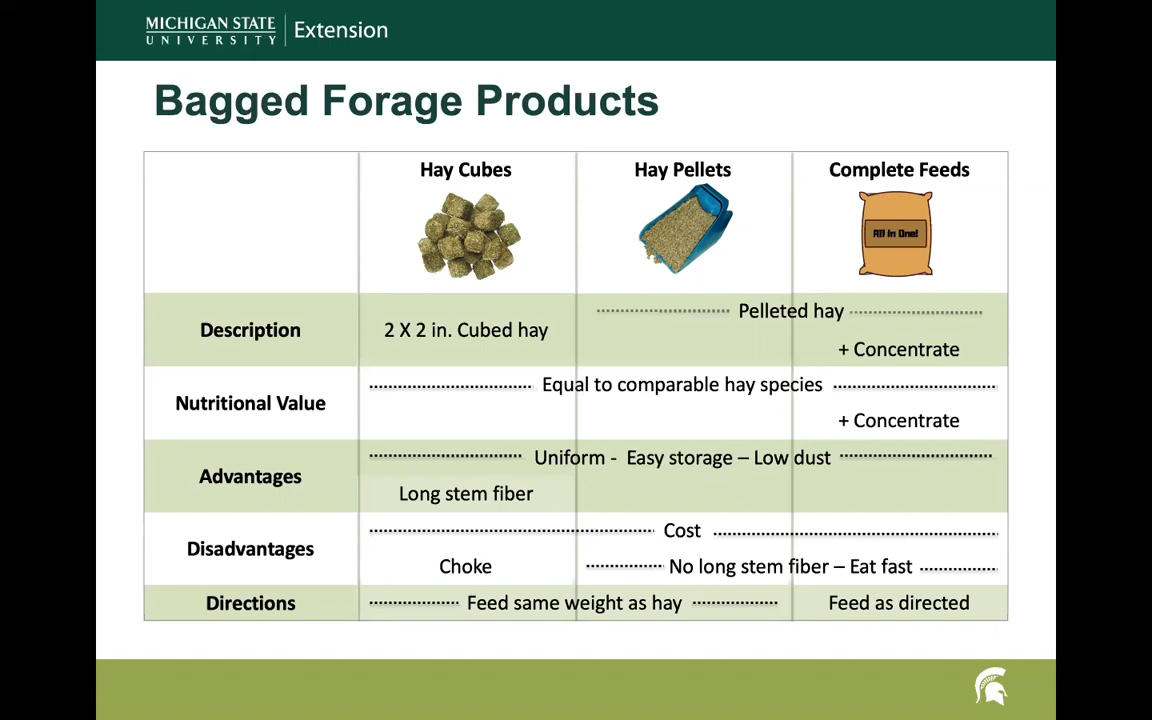 MICHIGAN STATE
UNIVERSITY
Extension
Bagged Forage Products
Hay Cubes
Hay Pellets
Complete Feeds
All In One!
Description
2 X 2 in. Cubed hay
Pelleted hay
+ Concentrate
Nutritional Value
Equal to comparable hay species
+ Concentrate
Advantages
Uniform - Easy storage – Low dust
Long stem fiber
Disadvantages
Cost
Choke
No long stem fiber – Eat fast
Directions
Feed same weight as hay
Feed as directed